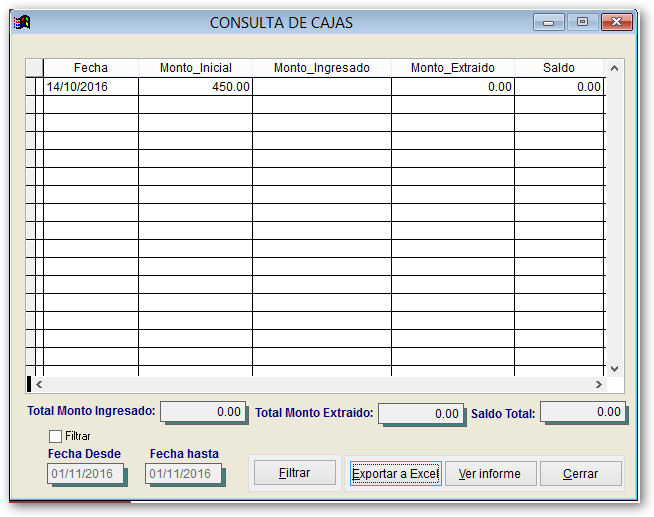 CONSULTA DE CAJAS
Fecha Monto_Inicial Monto_Ingresado Monto_Extraido Saldo
14/10/2016 450.00 0.00 0.00
Total Monto Ingresado: 0.00 Total Monto Extraido: 0.00 Saldo Total: 0.00
Filtrar
Fecha Desde Fecha hasta
01/11/2016 01/11/2016 Filtrar Exportar a Excel Ver informe Cerrar